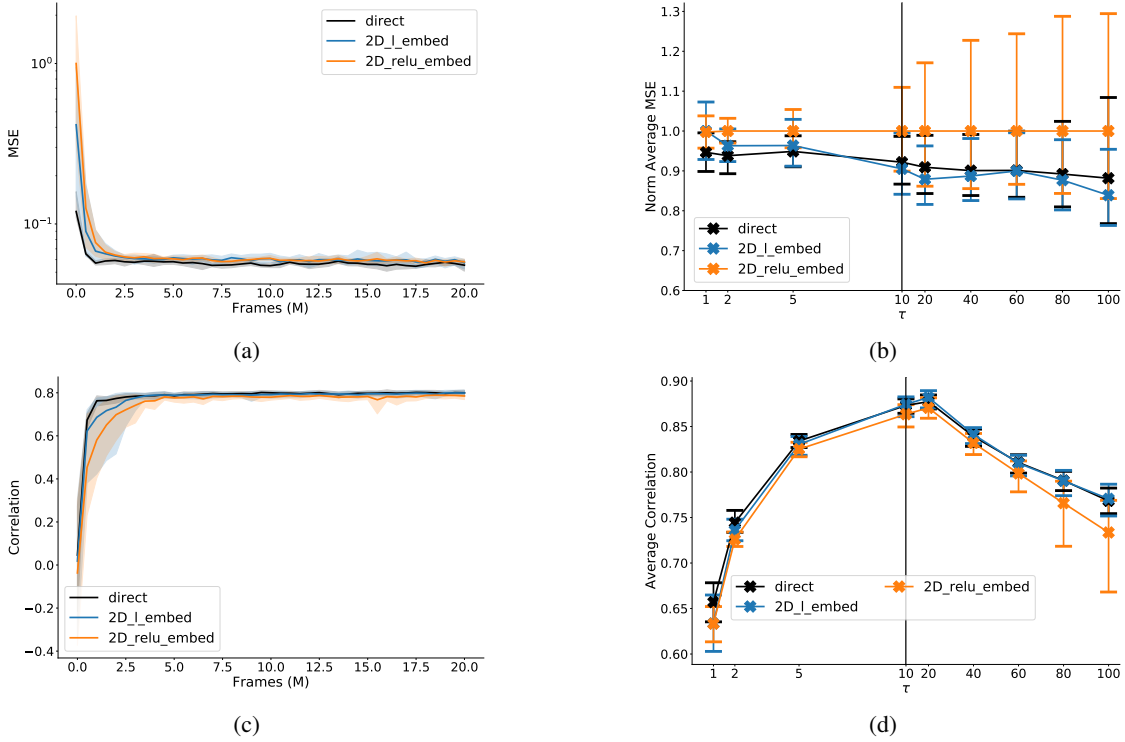 direct
2D_l_embed
2D_relu_embed
MSE
10⁰
10⁻¹
0.0 2.5 5.0 7.5 10.0 12.5 15.0 17.5 20.0
Frames (M)
(a)
Norm Average MSE
1.3
1.2
1.1
1.0
0.9
0.8
0.7
0.6
direct
2D_l_embed
2D_relu_embed
1 2 5 10 20 40 60 80 100
τ
(b)
Correlation
0.8
0.6
0.4
0.2
0.0
−0.2
−0.4
direct
2D_l_embed
2D_relu_embed
0.0 2.5 5.0 7.5 10.0 12.5 15.0 17.5 20.0
Frames (M)
(c)
Average Correlation
0.90
0.85
0.80
0.75
0.70
0.65
0.60
direct 2D_relu_embed
2D_l_embed
1 2 5 10 20 40 60 80 100
τ
(d)